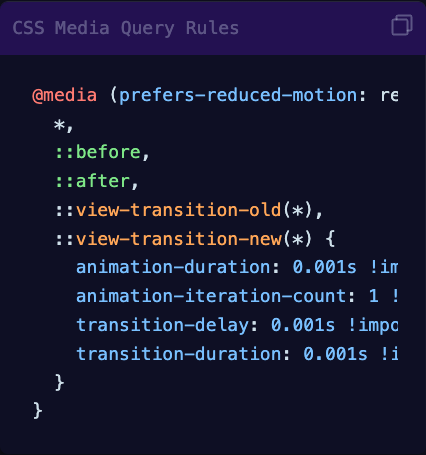 CSS Media Query Rules
@media (prefers-reduced-motion: re
*,
::before,
::after,
::view-transition-old(*),
::view-transition-new(*) {
animation-duration: 0.001s !im
animation-iteration-count: 1 !
transition-delay: 0.001s !impo
transition-duration: 0.001s !i
}
}